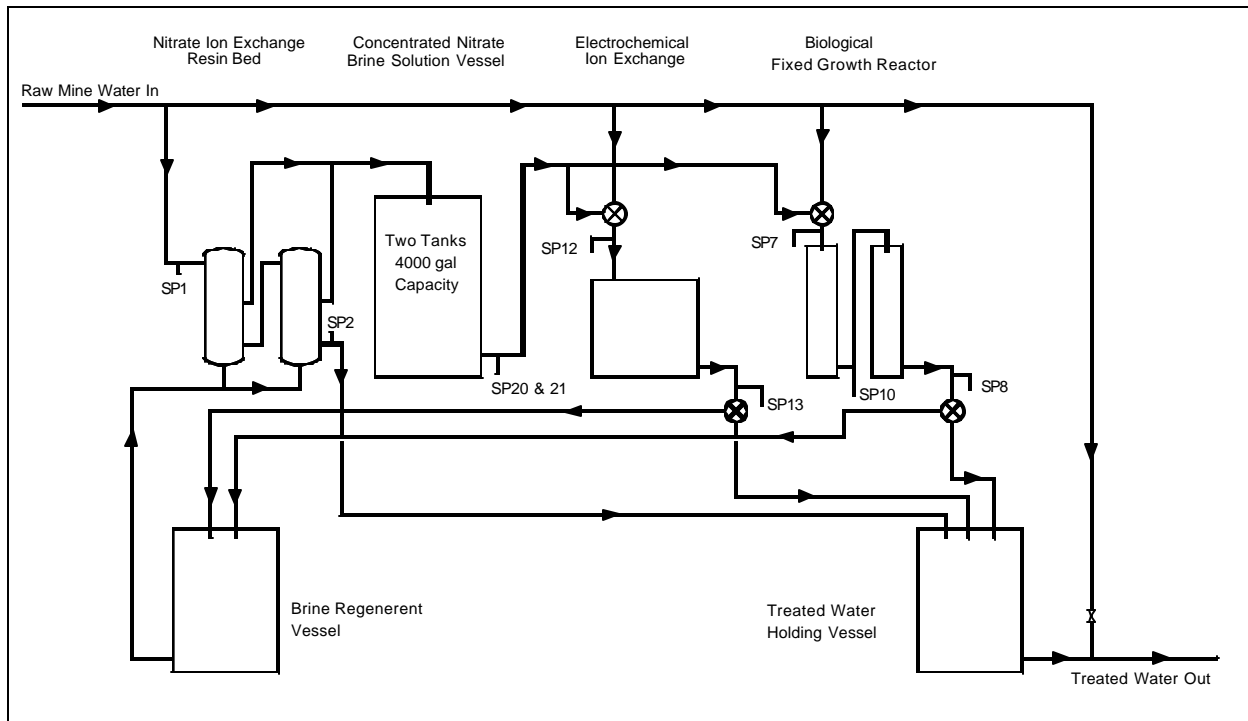 Nitrate Ion Exchange
Resin Bed
Concentrated Nitrate
Brine Solution Vessel
Electrochemical
Ion Exchange
Biological
Fixed Growth Reactor
Raw Mine Water In
Two Tanks
4000 gal
Capacity
SP12
SP7
SP1
SP2
SP20 & 21
SP13
SP10
SP8
Brine Regenerent
Vessel
Treated Water
Holding Vessel
Treated Water Out